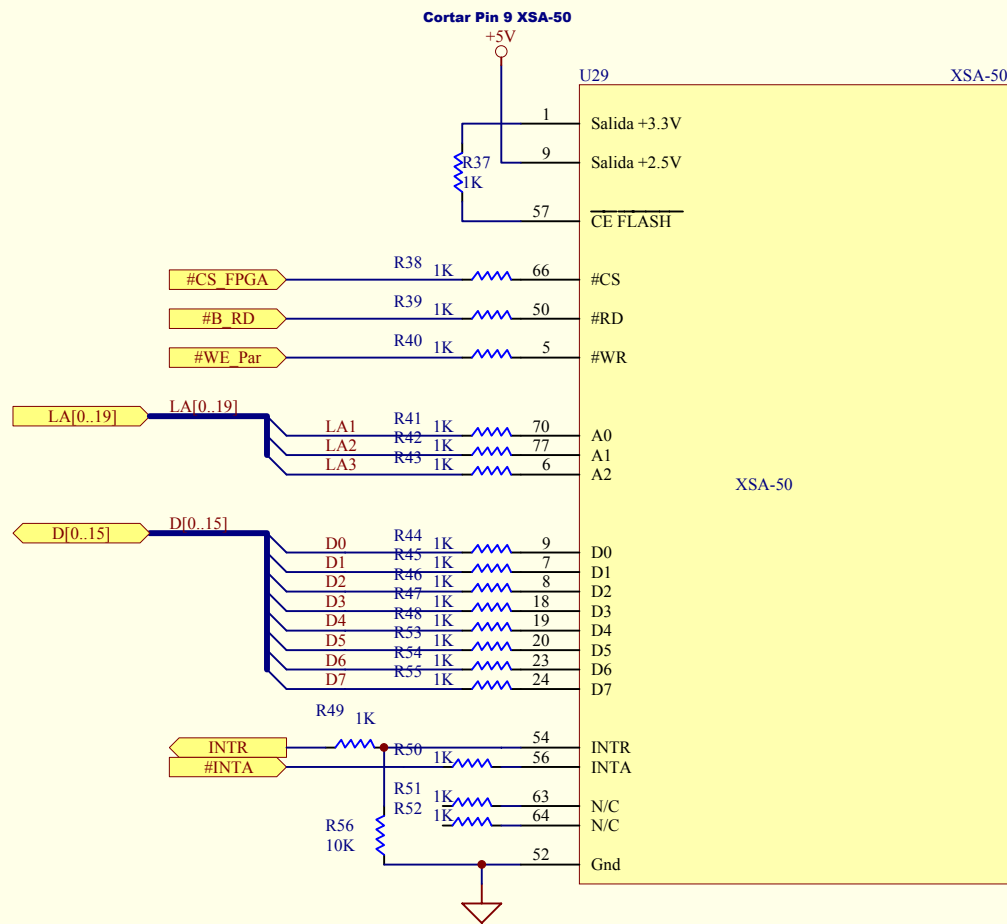 Cortar Pin 9 XSA-50
+5V
U29
XSA-50
1
Salida +3.3V
9
Salida +2.5V
R37
1K
57
CE FLASH
#CS_FPGA
R38
1K
66
#CS
#B_RD
R39
1K
50
#RD
#WE_Par
R40
1K
5
#WR
LA[0..19]
LA[0..19]
LA1
R41
1K
70
A0
LA2
R42
1K
77
A1
LA3
R43
1K
6
A2
XSA-50
D[0..15]
D[0..15]
D0
R44
1K
9
D0
D1
R45
1K
7
D1
D2
R46
1K
8
D2
D3
R47
1K
18
D3
D4
R48
1K
19
D4
D5
R53
1K
20
D5
D6
R54
1K
23
D6
D7
R55
1K
24
D7
INTR
R49
1K
54
INTR
#INTA
R50
1K
56
INTA
R51
1K
63
N/C
R52
1K
64
N/C
R56
10K
52
Gnd